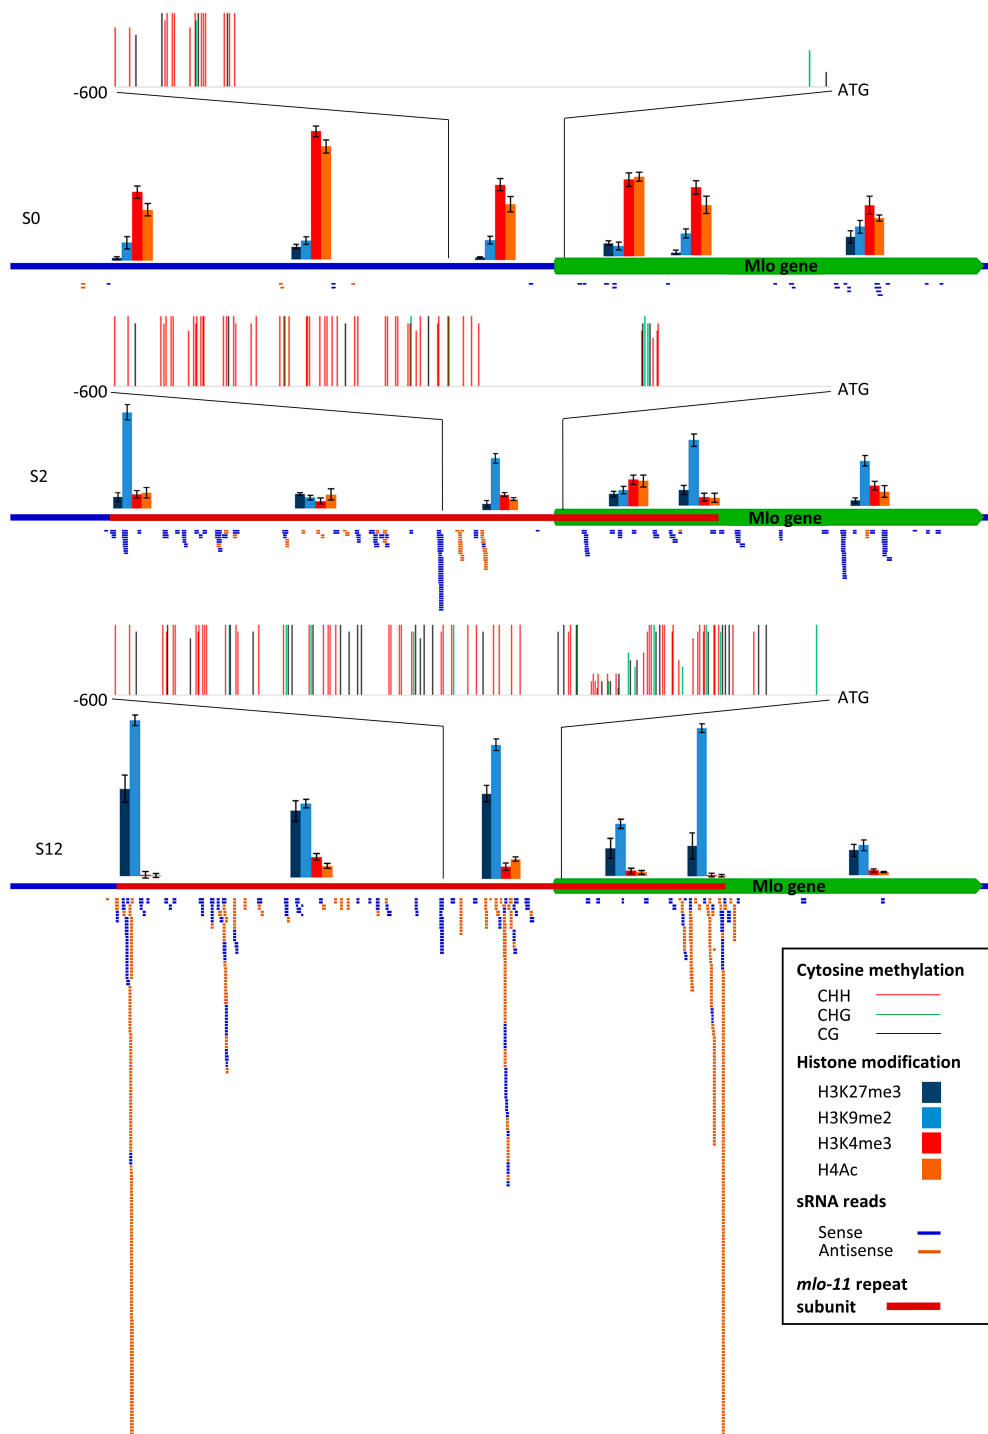 -600
ATG
S0
Mlo gene
-600
ATG
S2
Mlo gene
-600
ATG
S12
Mlo gene
Cytosine methylation
CHH
CHG
CG
Histone modification
H3K27me3
H3K9me2
H3K4me3
H4Ac
sRNA reads
Sense
Antisense
mlo-11 repeat
subunit